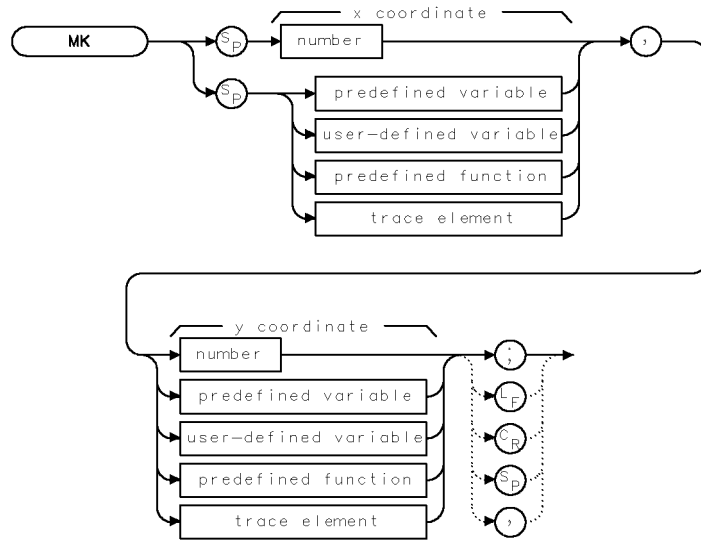 x coordinate
MK
SP
number
,
SP
predefined variable
user-defined variable
predefined function
trace element
y coordinate
number
;
predefined variable
LF
user-defined variable
CR
predefined function
SP
trace element
,